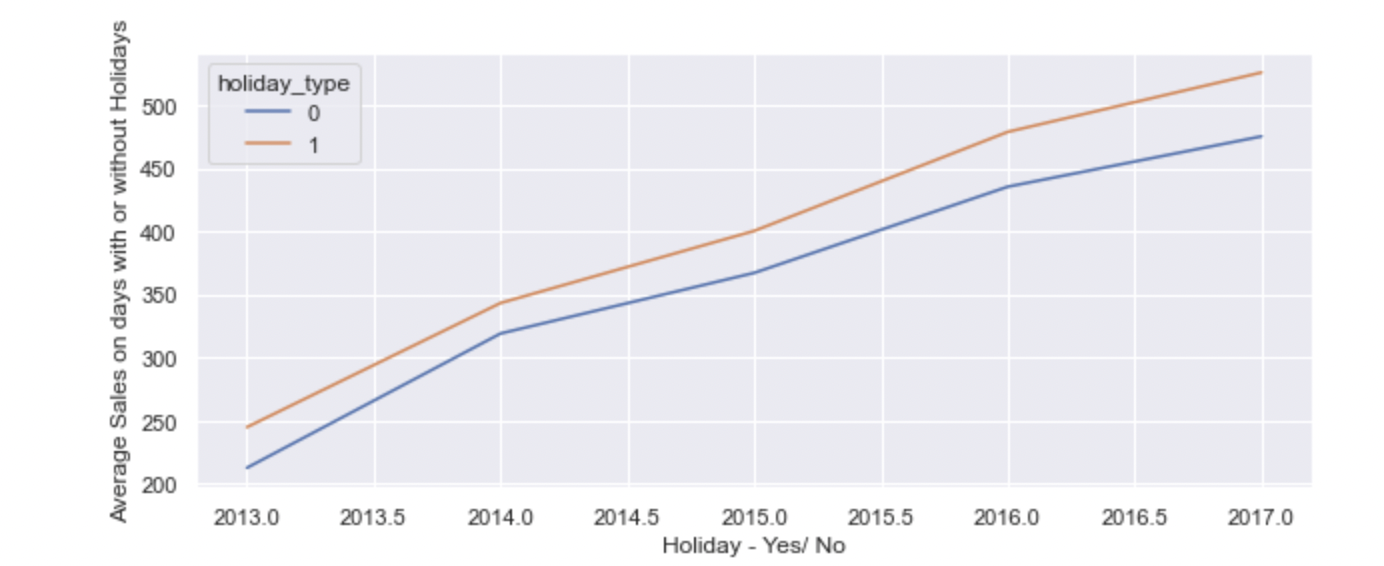 Average Sales on days with or without Holidays
holiday_type
0
1
500
450
400
350
300
250
200
2013.0 2013.5 2014.0 2014.5 2015.0 2015.5 2016.0 2016.5 2017.0
Holiday - Yes/ No